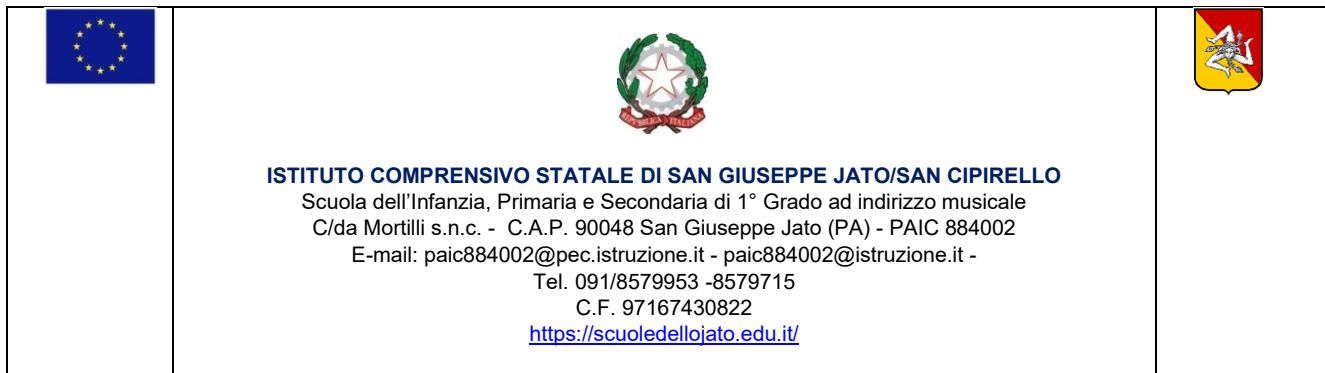 REPVBBLICA ITALIANA
ISTITUTO COMPRENSIVO STATALE DI SAN GIUSEPPE JATO/SAN CIPIRELLO
Scuola dell’Infanzia, Primaria e Secondaria di 1° Grado ad indirizzo musicale
C/da Mortilli s.n.c. - C.A.P. 90048 San Giuseppe Jato (PA) - PAIC 884002
E-mail: paic884002@pec.istruzione.it - paic884002@istruzione.it -
Tel. 091/8579953 -8579715
C.F. 97167430822
https://scuoledellojato.edu.it/